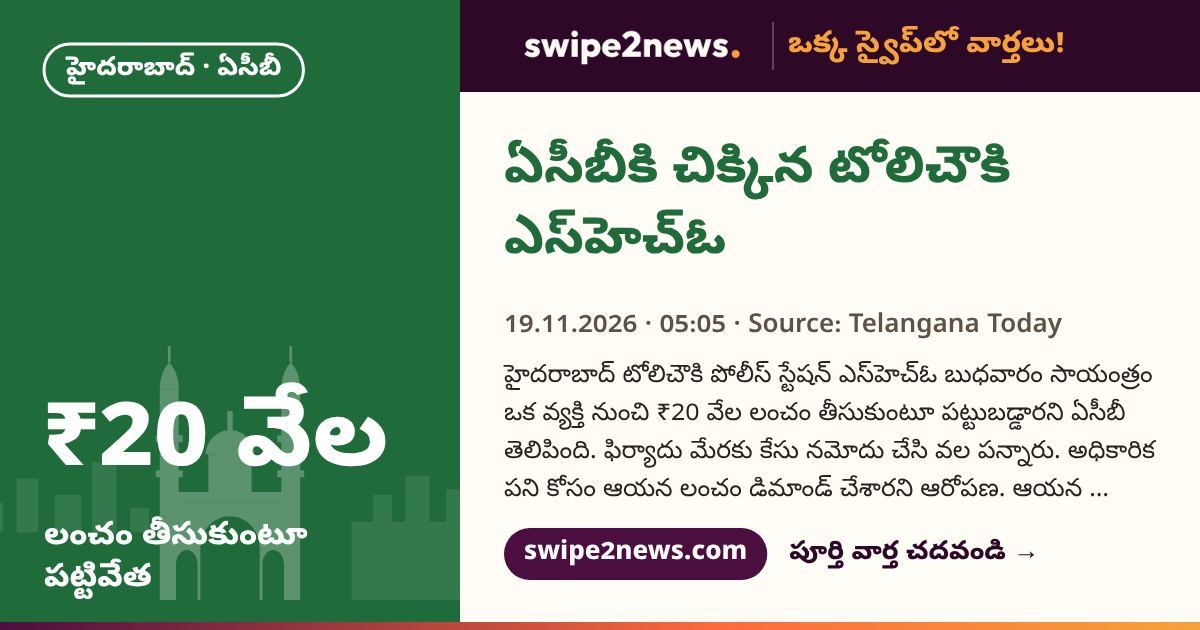 హైదరాబాద్ · ఏసీబీ
₹20 వేల
లంచం తీసుకుంటూ
పట్టివేత
swipe2news.
ఒక్క స్వైప్‌లో వార్తలు!
ఏసీబీకి చిక్కిన టోలిచౌకి
ఎస్‌హెచ్‌ఓ
19.11.2026 · 05:05 · Source: Telangana Today
హైదరాబాద్ టోలిచౌకి పోలీస్ స్టేషన్ ఎస్‌హెచ్‌ఓ బుధవారం సాయంత్రం
ఒక వ్యక్తి నుంచి ₹20 వేల లంచం తీసుకుంటూ పట్టుబడ్డారని ఏసీబీ
తెలిపింది. ఫిర్యాదు మేరకు కేసు నమోదు చేసి వల పన్నారు. అధికారిక
పని కోసం ఆయన లంచం డిమాండ్ చేశారని ఆరోపణ. ఆయన ...
swipe2news.com
పూర్తి వార్త చదవండి →